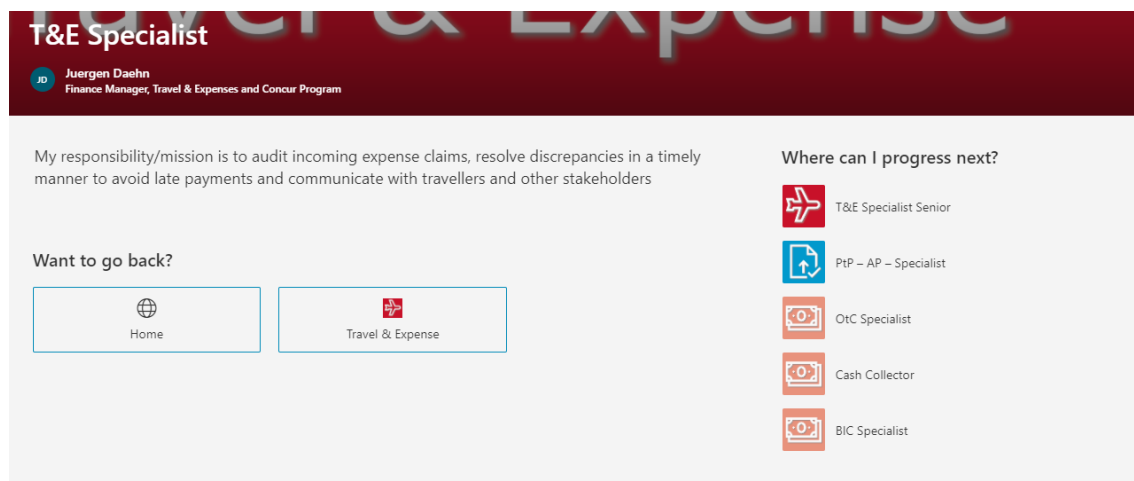 Travel & Expense
T&E Specialist
JD
Juergen Daehn
Finance Manager, Travel & Expenses and Concur Program
My responsibility/mission is to audit incoming expense claims, resolve discrepancies in a timely
manner to avoid late payments and communicate with travellers and other stakeholders
Want to go back?
Home
Travel & Expense
Where can I progress next?
T&E Specialist Senior
PtP – AP – Specialist
OtC Specialist
Cash Collector
BIC Specialist